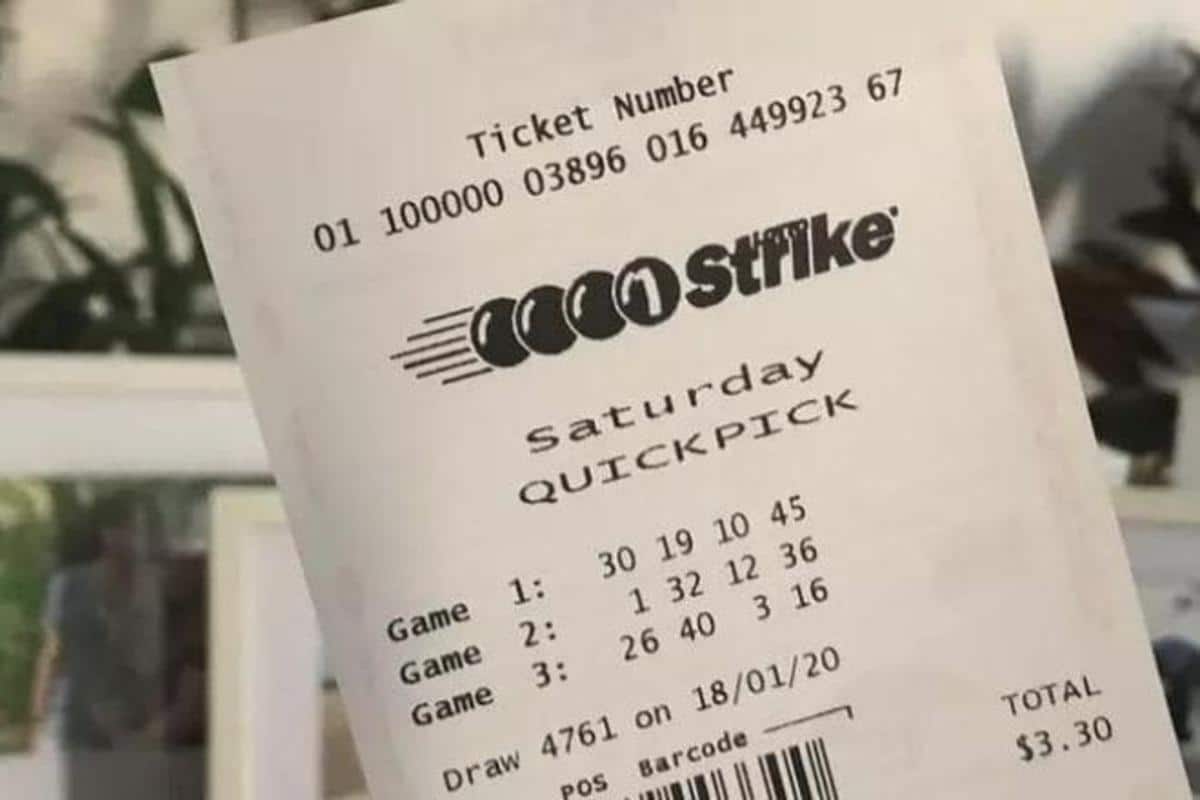 Ticket Number
01 100000 03896 016 449923 67
1 strike
Saturday
QUICKPICK
Game 1: 30 19 10 45
Game 2: 1 32 12 36
Game 3: 26 40 3 16
Draw 4761 on 18/01/20
POS Barcode
TOTAL
$3.30